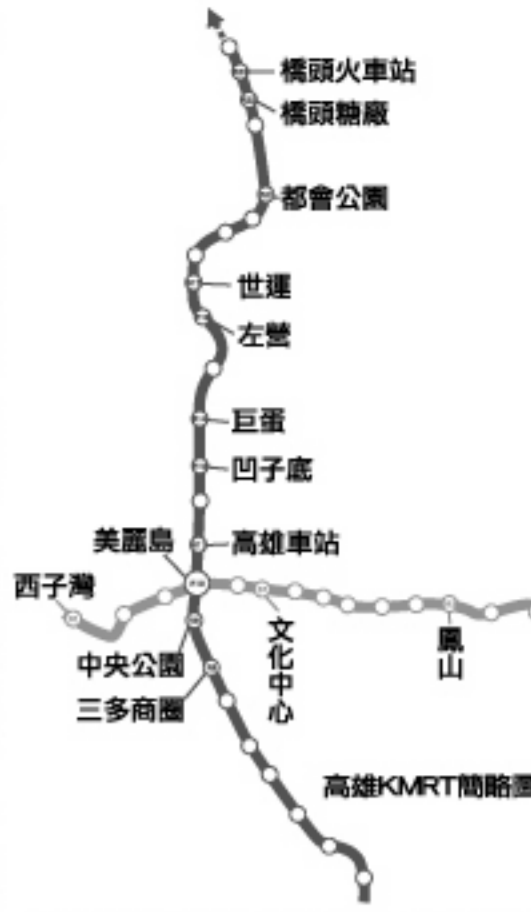 橋頭火車站
橋頭糖廠
都會公園
世運
左營
巨蛋
凹子底
美麗島
高雄車站
西子灣
文化中心
鳳山
中央公園
三多商圈
高雄KMRT簡略圖